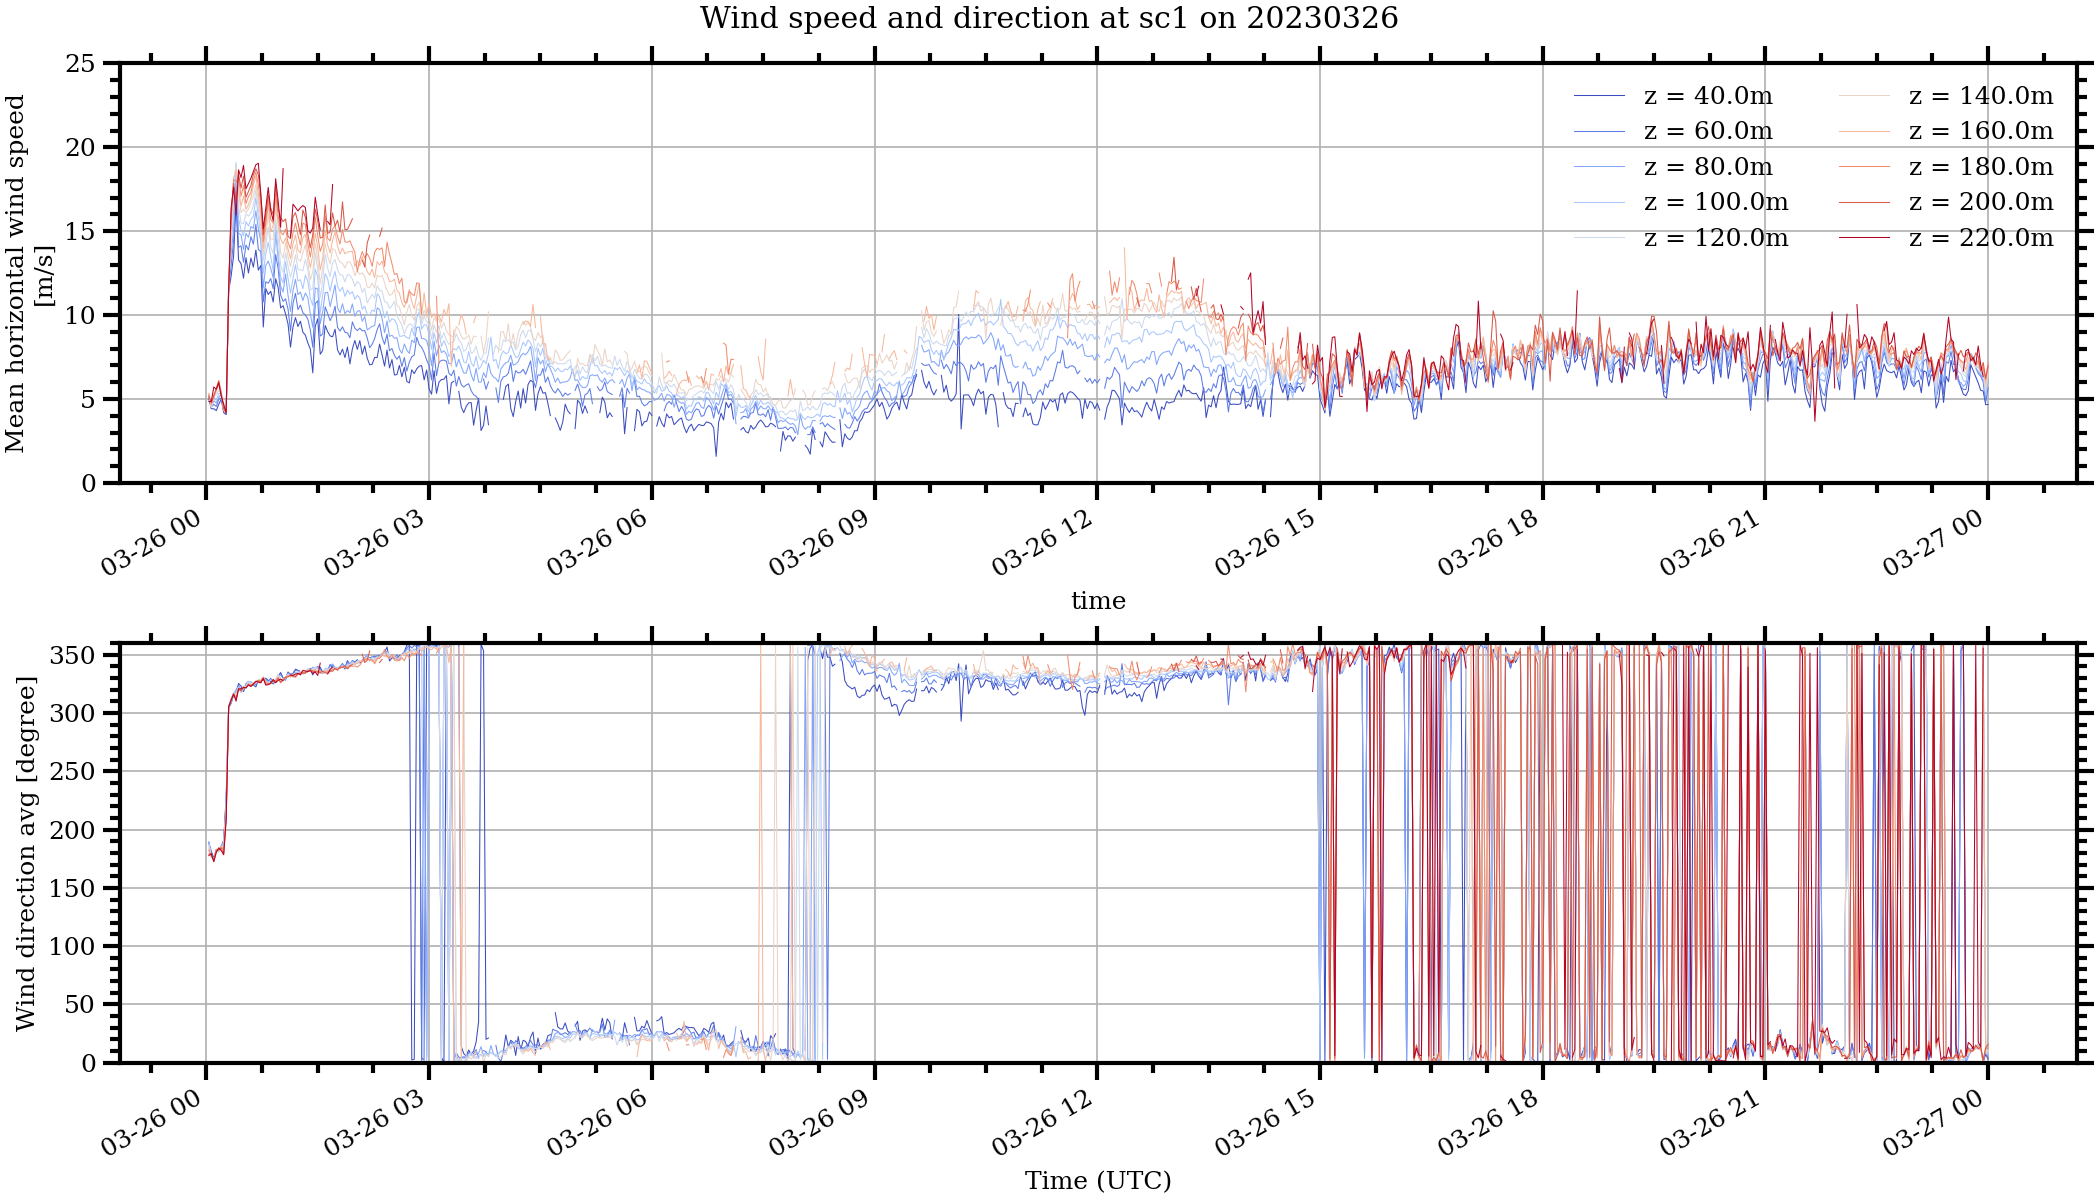 Wind speed and direction at sc1 on 20230326
Mean horizontal wind speed
[m/s]
25
20
15
10
5
0
z = 40.0m
z = 60.0m
z = 80.0m
z = 100.0m
z = 120.0m
z = 140.0m
z = 160.0m
z = 180.0m
z = 200.0m
z = 220.0m
03-26 00
03-26 03
03-26 06
03-26 09
03-26 12
03-26 15
03-26 18
03-26 21
03-27 00
time
Wind direction avg [degree]
350
300
250
200
150
100
50
0
03-26 00
03-26 03
03-26 06
03-26 09
03-26 12
03-26 15
03-26 18
03-26 21
03-27 00
Time (UTC)